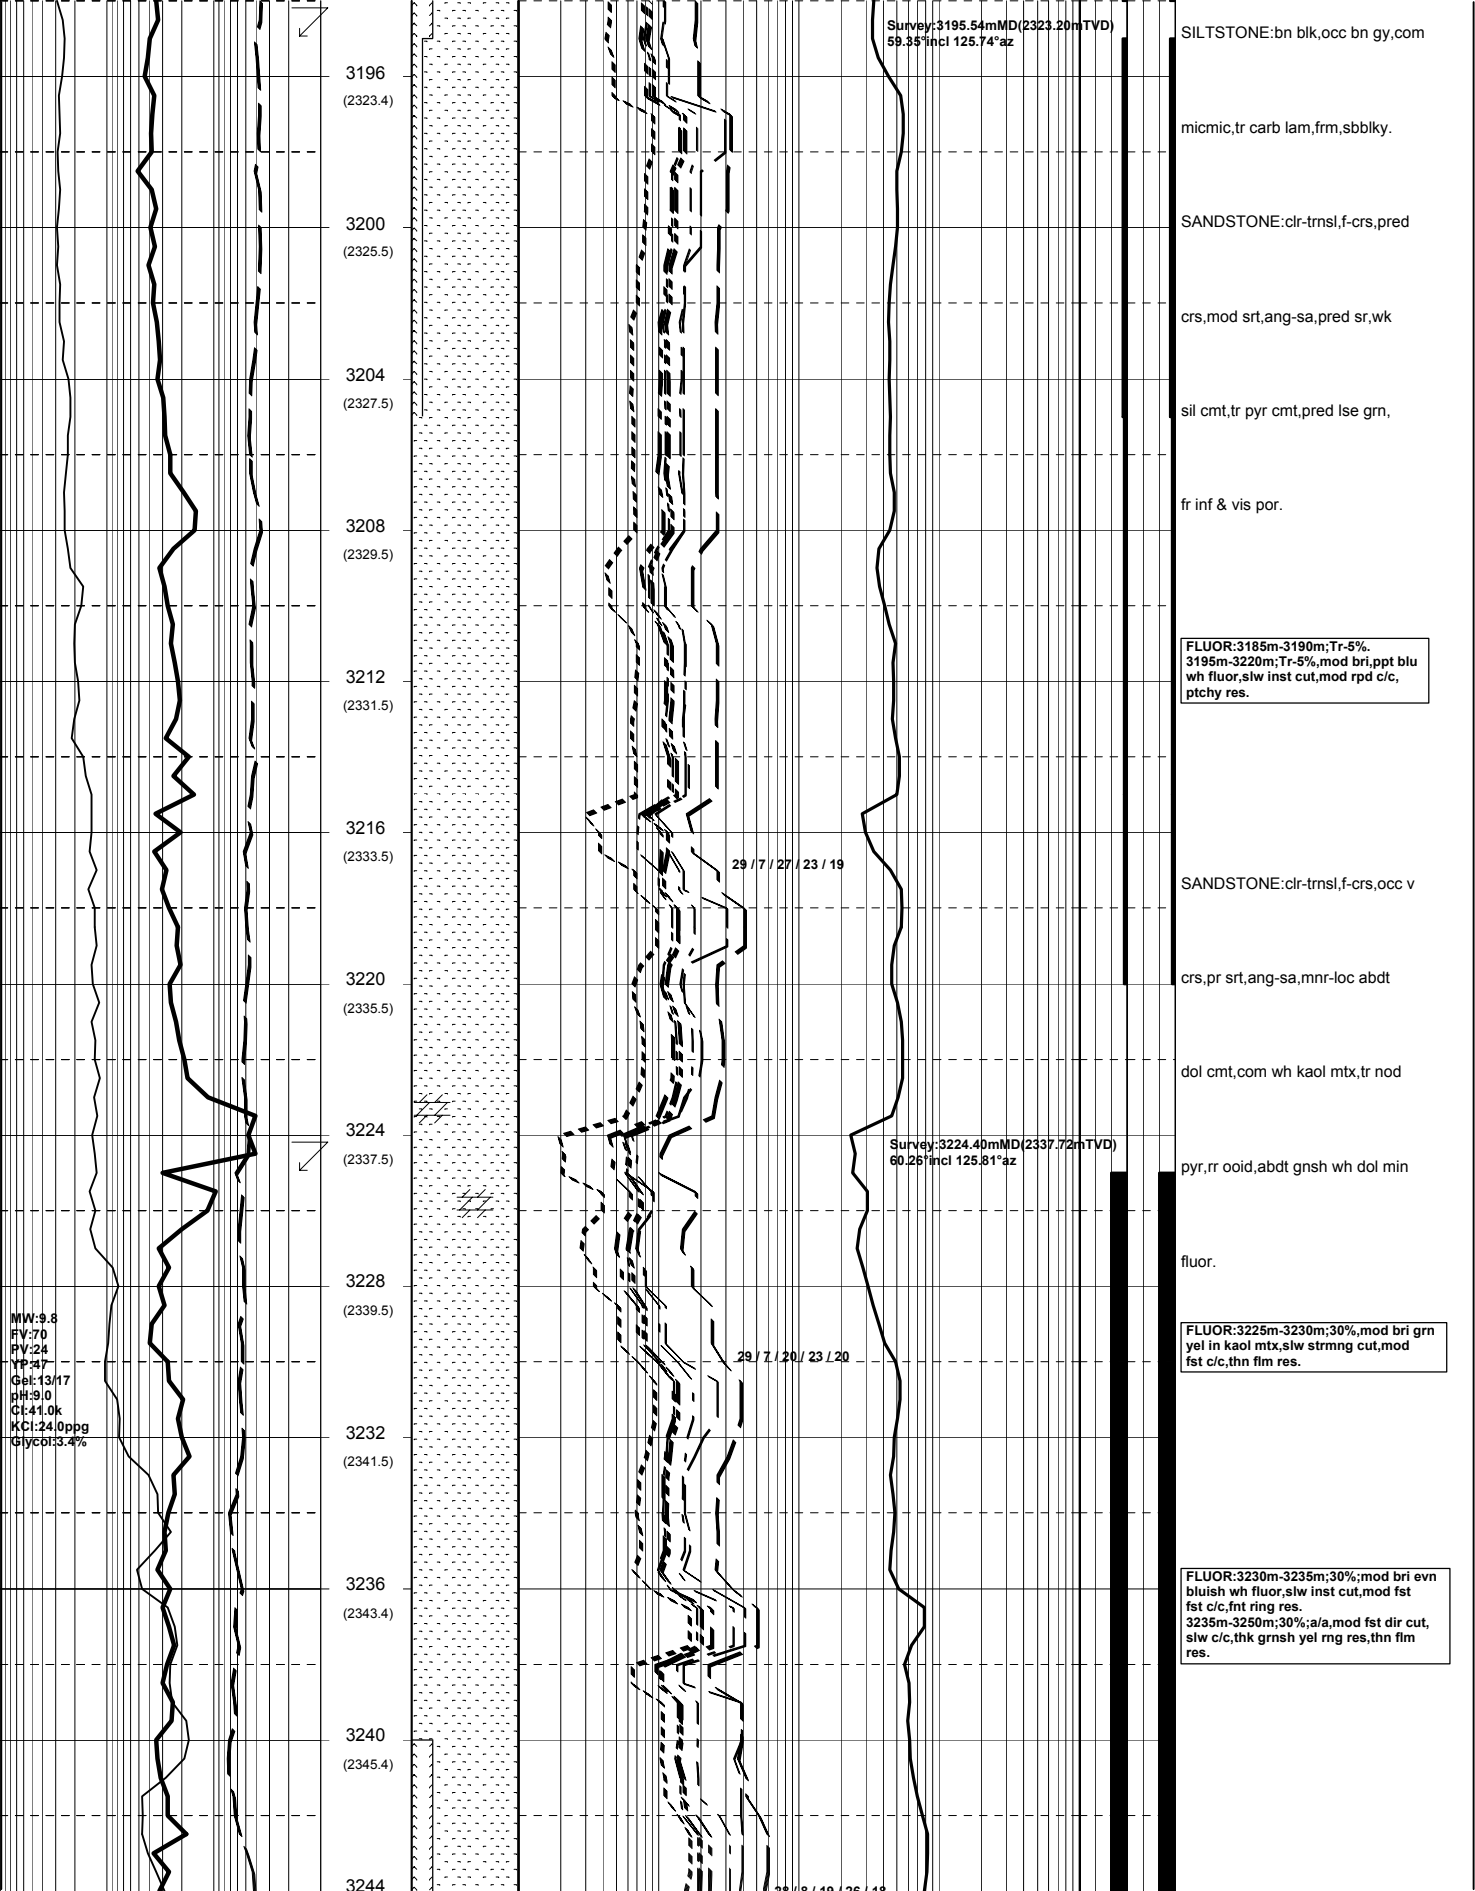 Survey:3195.54mMD(2323.20mTVD)
59.35°incl 125.74°az
SILTSTONE:bn blk,occ bn gy,com
3196
(2323.4)
micmic,tr carb lam,frm,sbblky.
3200
(2325.5)
SANDSTONE:clr-trnsl,f-crs,pred
crs,mod srt,ang-sa,pred sr,wk
3204
(2327.5)
sil cmt,tr pyr cmt,pred lse grn,
fr inf & vis por.
3208
(2329.5)
FLUOR:3185m-3190m;Tr-5%.
3195m-3220m;Tr-5%,mod bri,ppt blu
wh fluor,slw inst cut,mod rpd c/c,
ptchy res.
3212
(2331.5)
3216
(2333.5)
29 / 7 / 27 / 23 / 19
SANDSTONE:clr-trnsl,f-crs,occ v
3220
(2335.5)
crs,pr srt,ang-sa,mnr-loc abdt
dol cmt,com wh kaol mtx,tr nod
3224
(2337.5)
Survey:3224.40mMD(2337.72mTVD)
60.26°incl 125.81°az
pyr,rr ooid,abdt gnsh wh dol min
fluor.
3228
(2339.5)
MW:9.8
FV:70
PV:24
YP:47
Gel:13/17
pH:9.0
Cl:41.0k
KCl:24.0ppg
Glycol:3.4%
29 / 7 / 20 / 23 / 20
FLUOR:3225m-3230m;30%,mod bri grn
yel in kaol mtx,slw strmng cut,mod
fst c/c,thn flm res.
3232
(2341.5)
3236
(2343.4)
FLUOR:3230m-3235m;30%;mod bri evn
bluish wh fluor,slw inst cut,mod fst
fst c/c,fnt ring res.
3235m-3250m;30%;a/a,mod fst dir cut,
slw c/c,thk grnsh yel rng res,thn flm
res.
3240
(2345.4)
3244
28 / 8 / 19 / 26 / 18